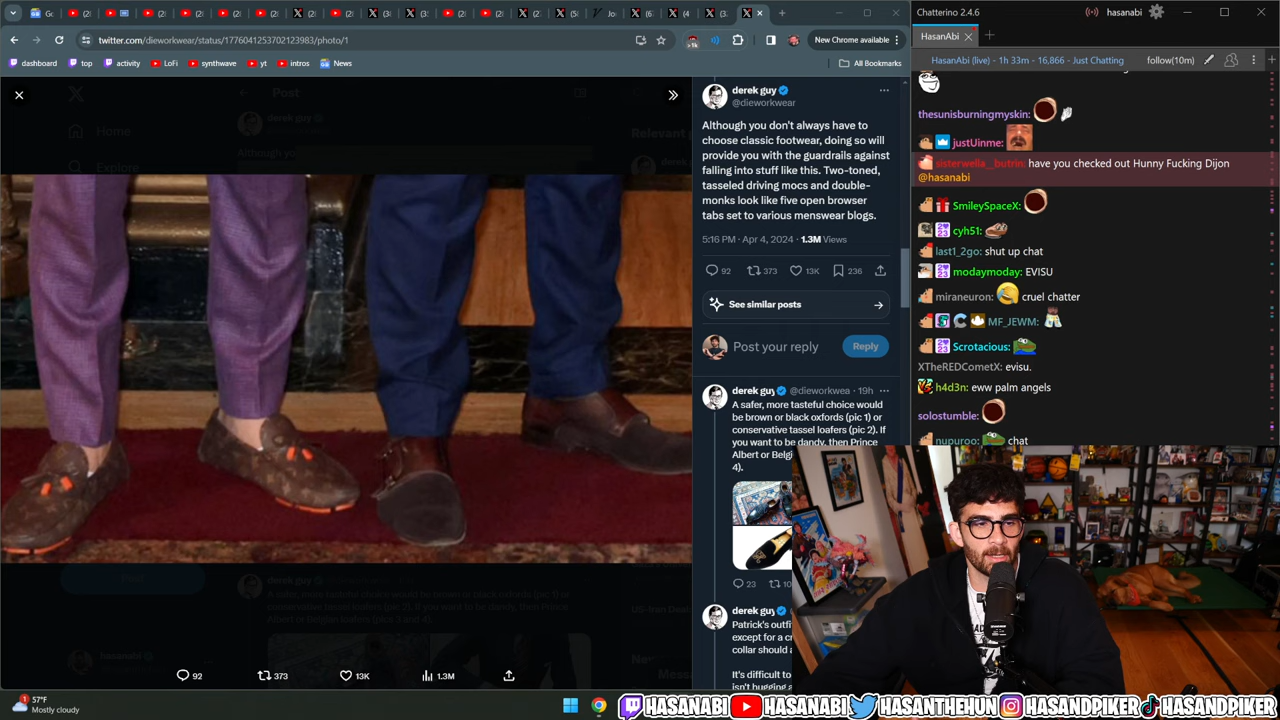 twitter.com/dieworkwear/status/1776041253702123983/photo/1
New Chrome available
dashboard
top
activity
LoFi
synthwave
yt
intros
News
All Bookmarks
Post
Home
Explore
derek guy
@dieworkwear
Although you don't always have to
choose classic footwear, doing so will
provide you with the guardrails against
falling into stuff like this. Two-toned,
tasseled driving mocs and double-
monks look like five open browser
tabs set to various menswear blogs.
5:16 PM · Apr 4, 2024 · 1.3M Views
92 373 13K 236
See similar posts
Post your reply
Reply
derek guy @dieworkwea · 19h
A safer, more tasteful choice would
be brown or black oxfords (pic 1) or
conservative tassel loafers (pic 2). If
you want to be dandy, then Prince
Albert or Belgi
4).
23 10
derek guy
Patrick's outfi
except for a c
collar should
It's difficult to
isn't hugging
92 373 13K 1.3M
Chatterino 2.4.6
hasanabi
HasanAbi
HasanAbi (live) - 1h 33m - 16,866 - Just Chatting
follow(10m)
thesunisburningmyskin:
justUinme:
sisterwella_butrin: have you checked out Hunny Fucking Dijon
@hasanabi
SmileySpaceX:
cyh51:
last1_2go: shut up chat
modaymoday: EVISU
miraneuron: cruel chatter
MF_JEWM:
Scrotacious:
XTheREDCometX: evisu.
h4d3n: eww palm angels
solostumble:
nupuroo: chat
57°F
Mostly cloudy
HASANABI HASANABI HASANTHEHUN HASANDPIKER HASANDPIKER